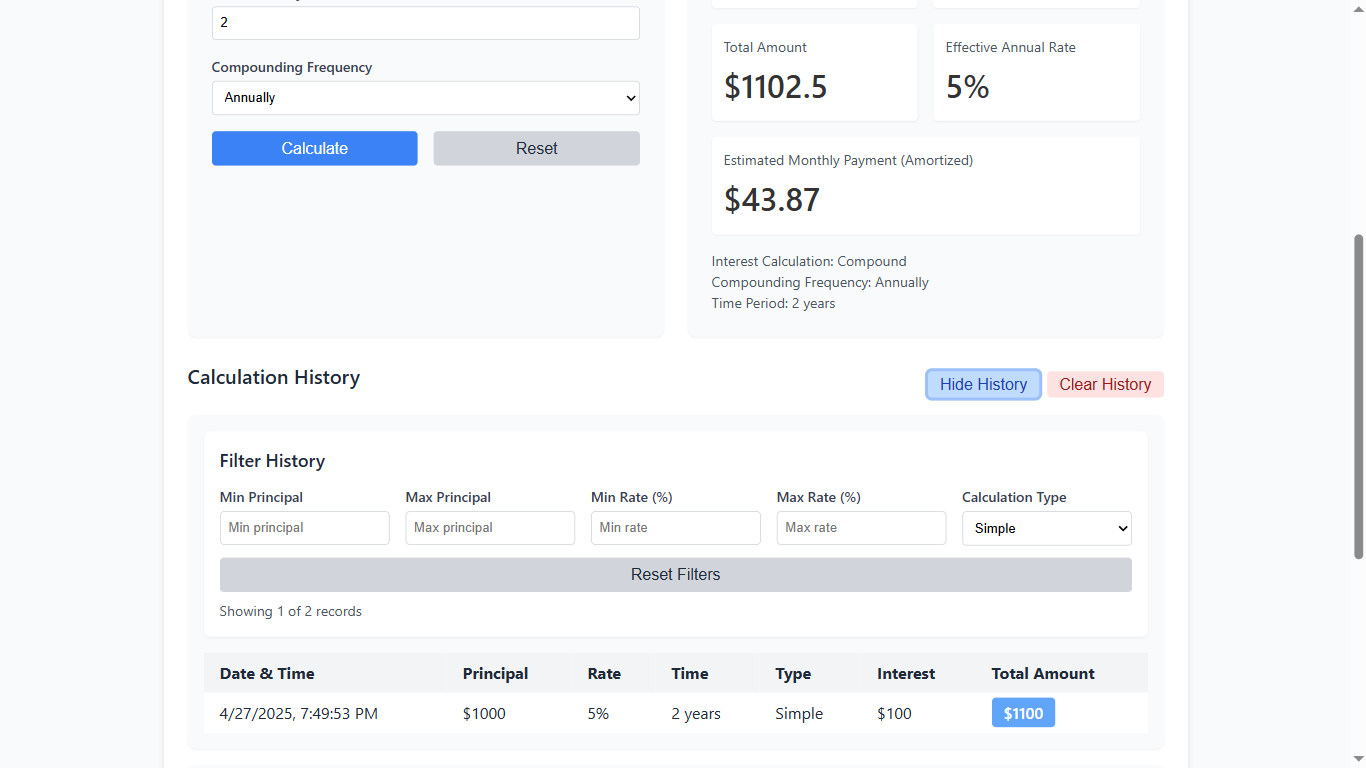 2
Compounding Frequency
Annually
Calculate
Reset
Total Amount
$1102.5
Effective Annual Rate
5%
Estimated Monthly Payment (Amortized)
$43.87
Interest Calculation: Compound
Compounding Frequency: Annually
Time Period: 2 years
Calculation History
Hide History
Clear History
Filter History
Min Principal
Max Principal
Min Rate (%)
Max Rate (%)
Calculation Type
Min principal
Max principal
Min rate
Max rate
Simple
Reset Filters
Showing 1 of 2 records
Date & Time
Principal
Rate
Time
Type
Interest
Total Amount
4/27/2025, 7:49:53 PM
$1000
5%
2 years
Simple
$100
$1100